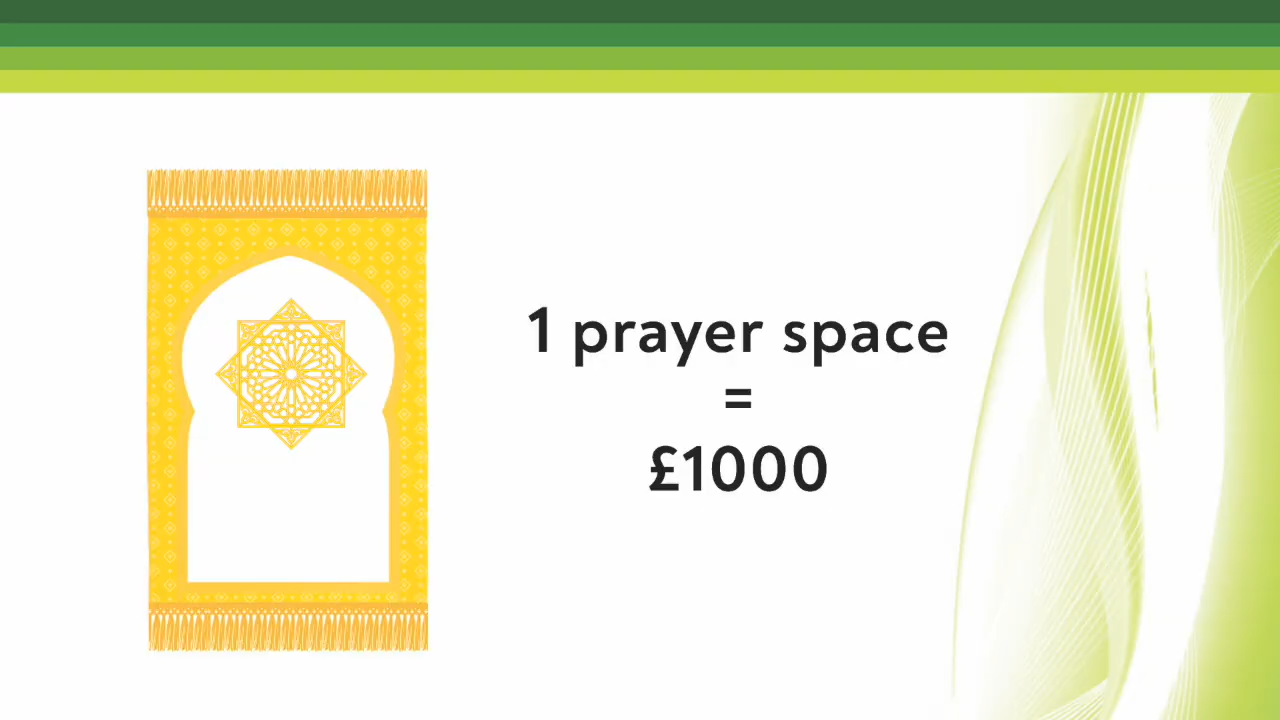 1 prayer space
=
£1000